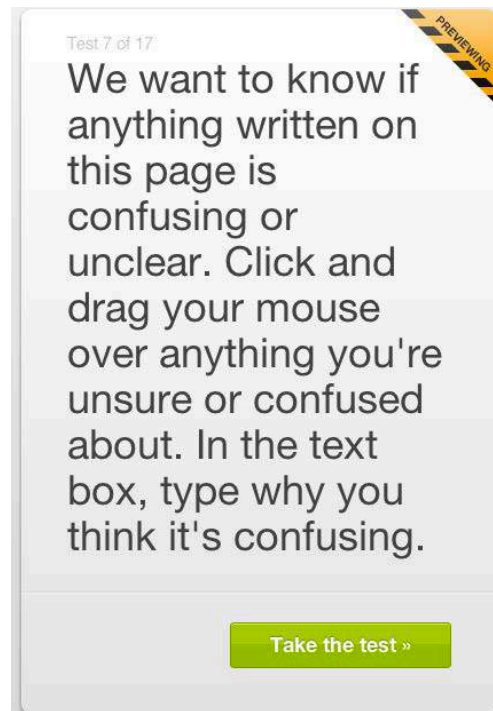 Test 7 of 17
PREVIEWING
We want to know if
anything written on
this page is
confusing or
unclear. Click and
drag your mouse
over anything you're
unsure or confused
about. In the text
box, type why you
think it's confusing.
Take the test »